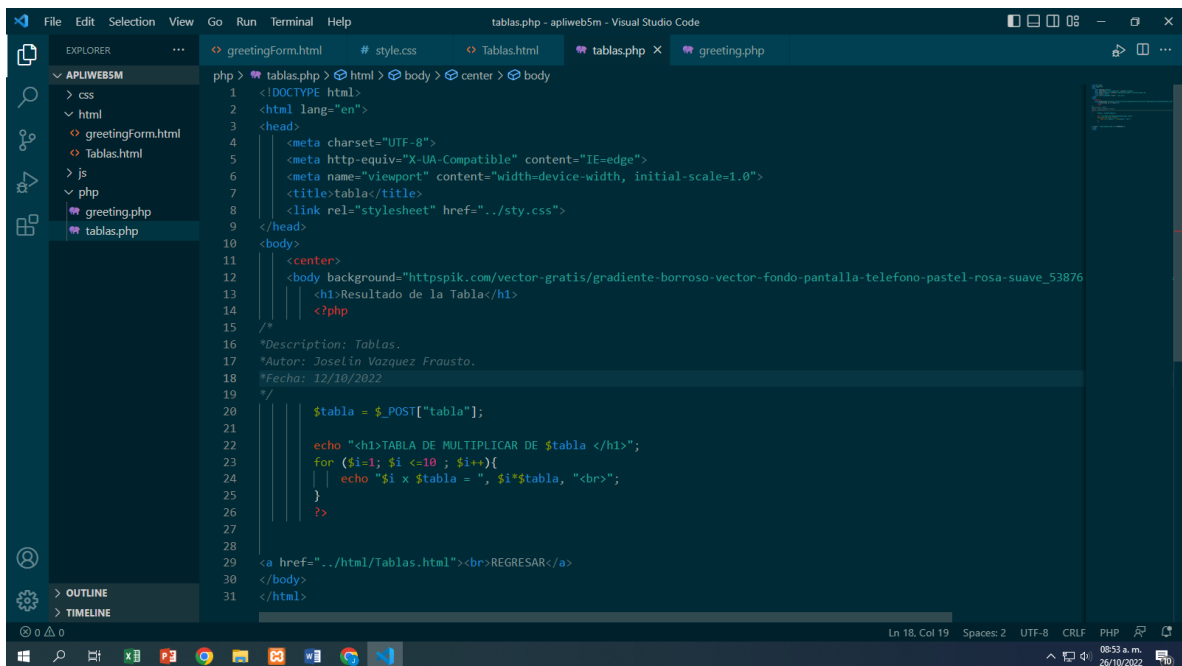 File Edit Selection View Go Run Terminal Help tablas.php - apliweb5m - Visual Studio Code
EXPLORER ...
greetingForm.html # style.css Tablas.html tablas.php greeting.php
APLIWEB5M
css
html
greetingForm.html
Tablas.html
js
php
greeting.php
tablas.php
OUTLINE
TIMELINE
php > tablas.php > html > body > center > body
1 <!DOCTYPE html>
2 <html lang="en">
3 <head>
4 <meta charset="UTF-8">
5 <meta http-equiv="X-UA-Compatible" content="IE=edge">
6 <meta name="viewport" content="width=device-width, initial-scale=1.0">
7 <title>tabla</title>
8 <link rel="stylesheet" href="../sty.css">
9 </head>
10 <body>
11 <center>
12 <body background="httpspik.com/vector-gratis/gradiente-borroso-vector-fondo-pantalla-telefono-pastel-rosa-suave_53876
13 <h1>Resultado de la Tabla</h1>
14 <?php
15 /*
16 *Description: Tablas.
17 *Autor: Joselin Vazquez Frausto.
18 *Fecha: 12/10/2022
19 */
20 $tabla = $_POST["tabla"];
21
22 echo "<h1>TABLA DE MULTIPLICAR DE $tabla </h1>";
23 for ($i=1; $i <=10 ; $i++){
24 echo "$i x $tabla = ", $i*$tabla, "<br>";
25 }
26 ?>
27
28
29 <a href="../html/Tablas.html"><br>REGRESAR</a>
30 </body>
31 </html>
0 0 Ln 18, Col 19 Spaces: 2 UTF-8 CRLF PHP
08:53 a. m.
26/10/2022